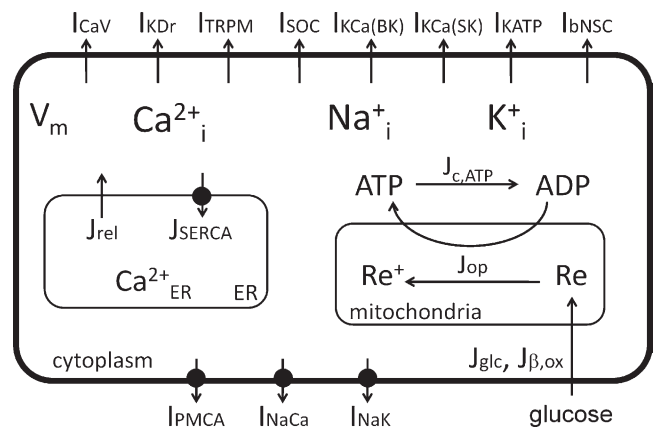 ICaV IKDr ITRPM ISOC IKCa(BK) IKCa(SK) IKATP IbNSC
Vm Ca2+i Na+i K+i
ATP Jc,ATP ADP
Jrel JSERCA
Re+ Jop Re
Ca2+ER ER
mitochondria
cytoplasm Jglc, Jβ,ox
IPMCA INaCa INaK glucose